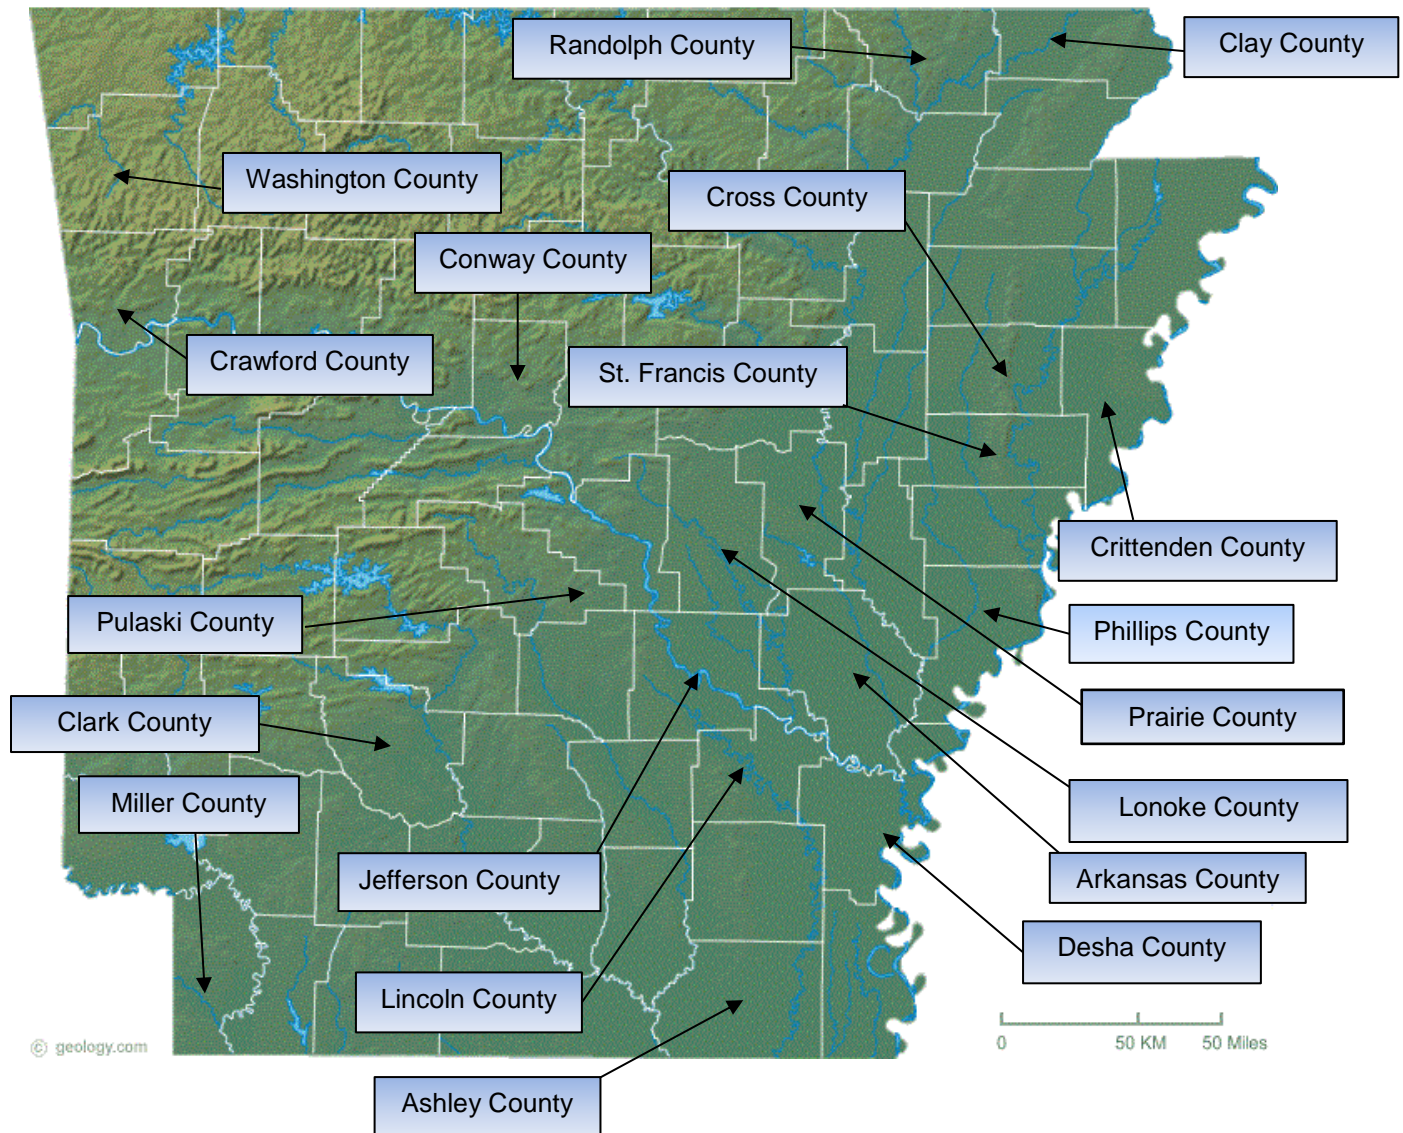 Randolph County
Clay County
Washington County
Cross County
Conway County
Crawford County
St. Francis County
Crittenden County
Pulaski County
Phillips County
Clark County
Prairie County
Miller County
Lonoke County
Jefferson County
Arkansas County
Desha County
Lincoln County
© geology.com
0 50 KM 50 Miles
Ashley County